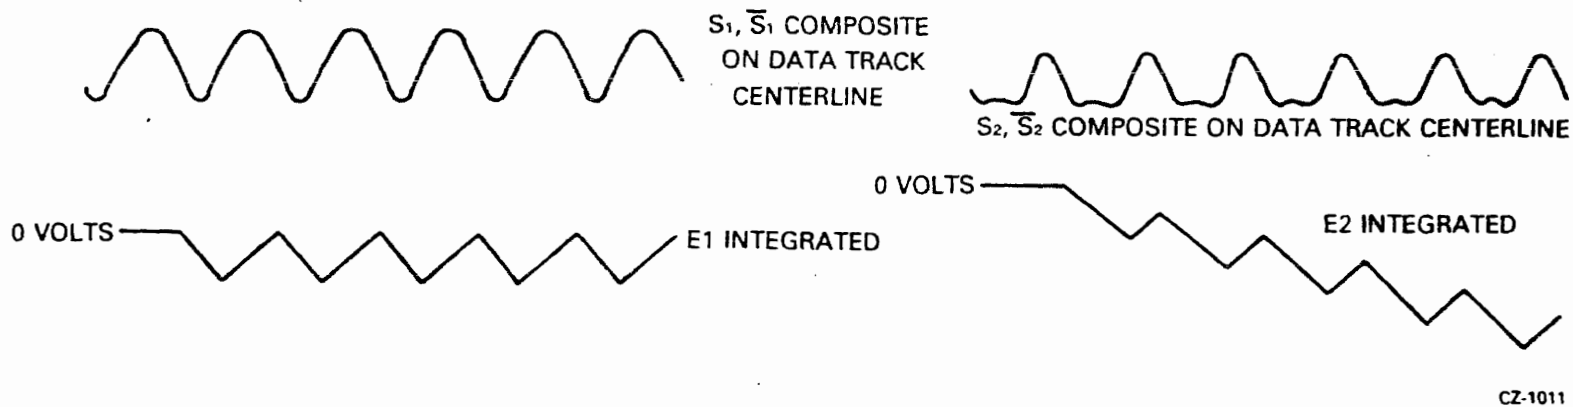 S₁, S̅₁ COMPOSITE
ON DATA TRACK
CENTERLINE
S₂, S̅₂ COMPOSITE ON DATA TRACK CENTERLINE
0 VOLTS
E1 INTEGRATED
0 VOLTS
E2 INTEGRATED
CZ-1011